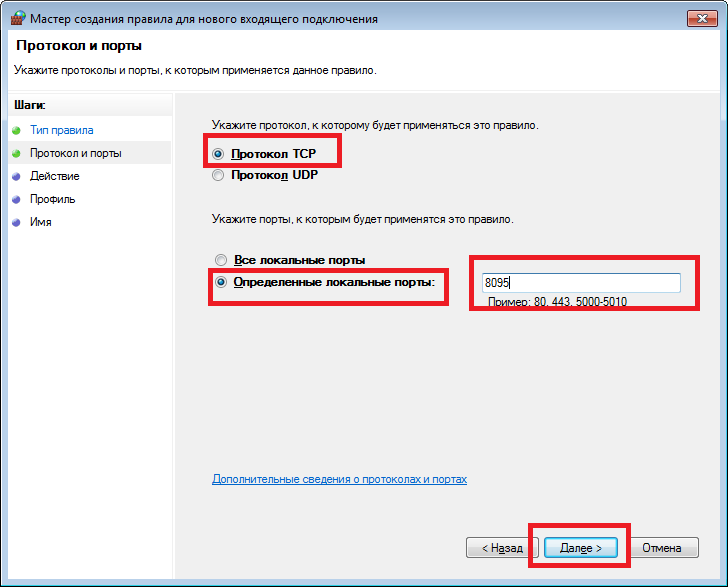 Мастер создания правила для нового входящего подключения
Протокол и порты
Укажите протоколы и порты, к которым применяется данное правило.
Шаги:
Тип правила
Протокол и порты
Действие
Профиль
Имя
Укажите протокол, к которому будет применяться это правило.
Протокол TCP
Протокол UDP
Укажите порты, к которым будет применятся это правило.
Все локальные порты
Определенные локальные порты:
8095
Пример: 80, 443, 5000-5010
Дополнительные сведения о протоколах и портах
< Назад
Далее >
Отмена